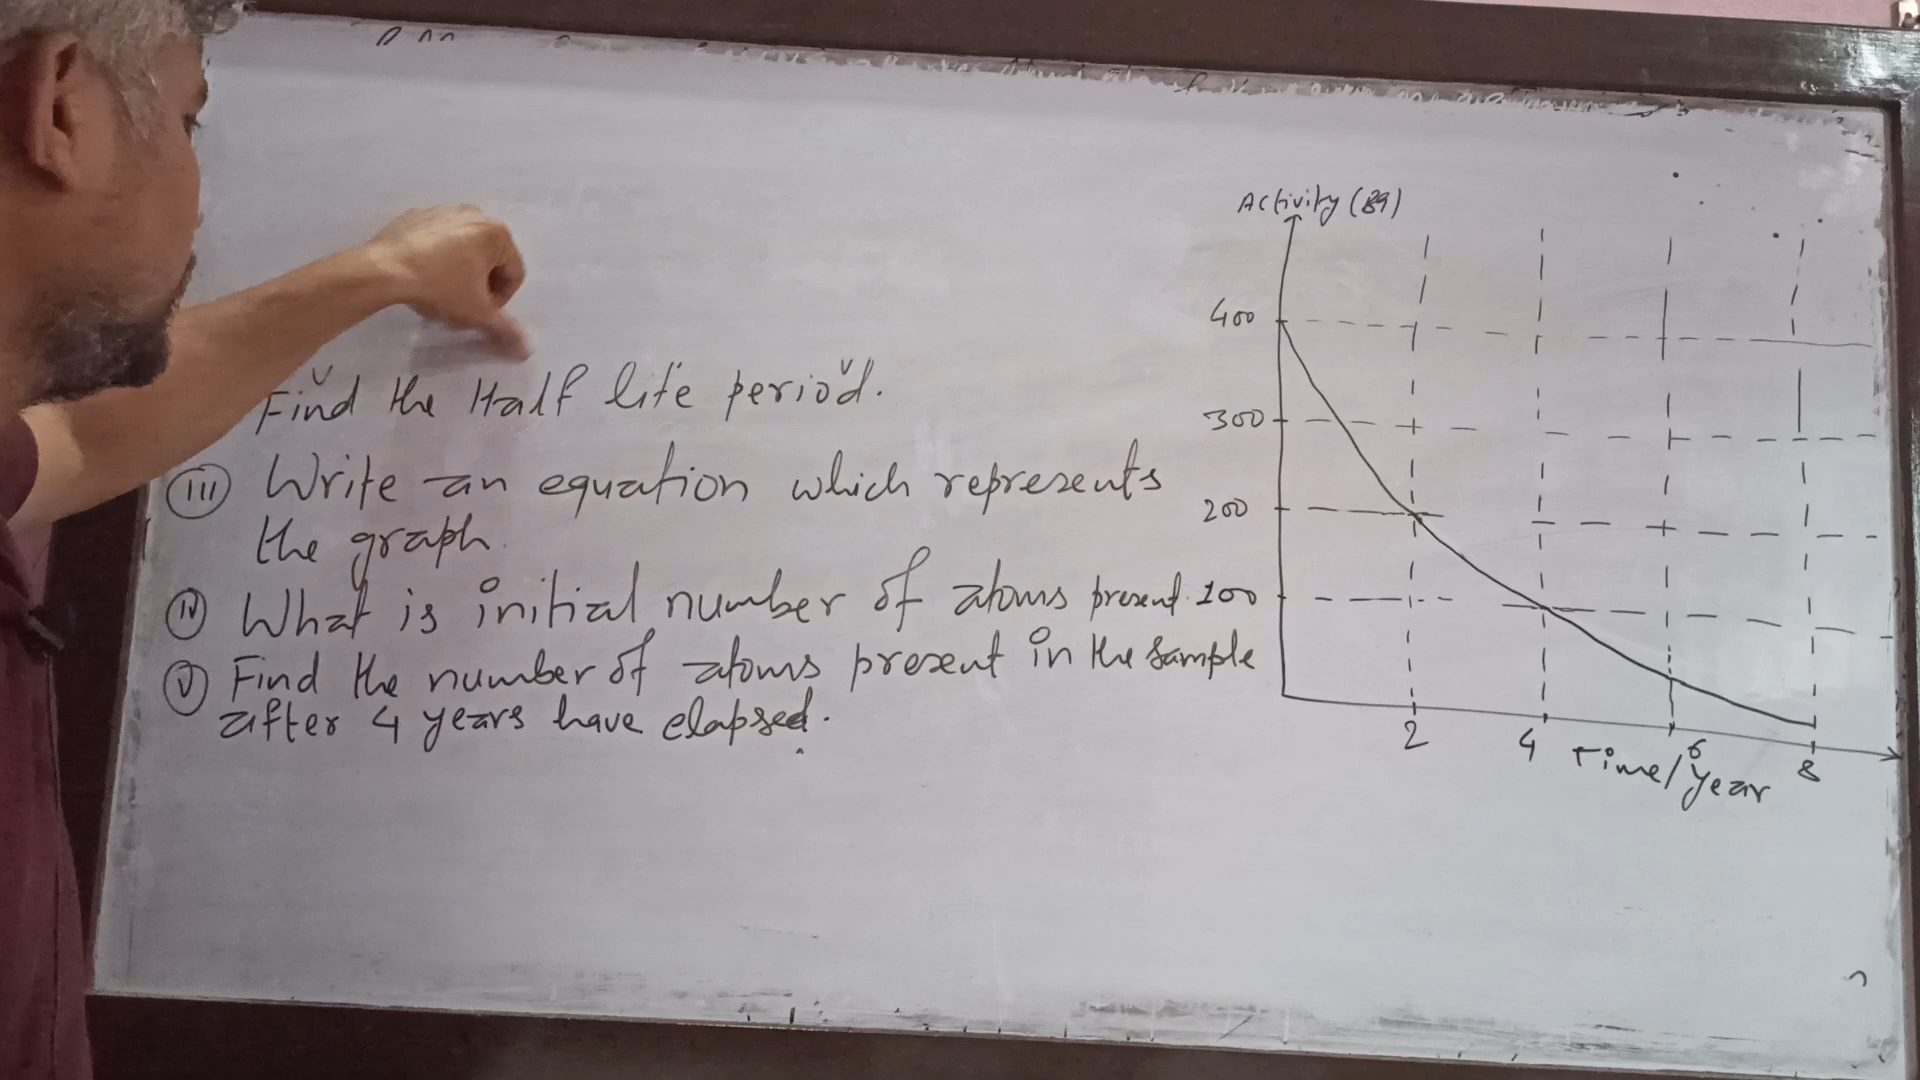 Find the Half life period.
(iii) Write an equation which represents
the graph.
(iv) What is initial number of atoms present.
(v) Find the number of atoms present in the sample
after 4 years have elapsed.
Activity (Bq)
400
300
200
100
2
4
6
8
Time/year